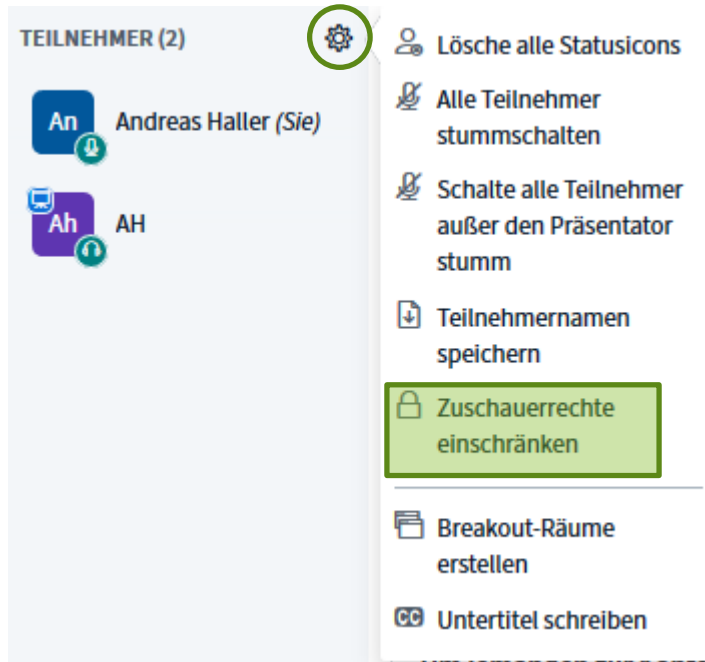 TEILNEHMER (2)
An
Andreas Haller (Sie)
Ah
AH
Lösche alle Statusicons
Alle Teilnehmer
stummschalten
Schalte alle Teilnehmer
außer den Präsentator
stumm
Teilnehmernamen
speichern
Zuschauerrechte
einschränken
Breakout-Räume
erstellen
CC Untertitel schreiben